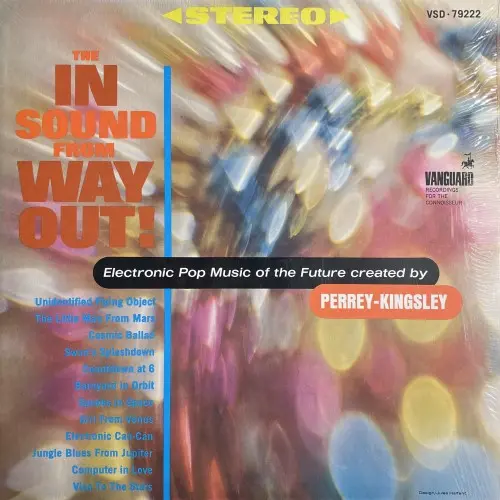 STEREO
VSD-79222
THE
IN
SOUND
FROM
WAY
OUT!
VANGUARD
RECORDINGS
FOR THE
CONNOISSEUR
Electronic Pop Music of the Future created by
PERREY-KINGSLEY
Unidentified Flying Object
The Little Man From Mars
Cosmic Ballad
Swan's Splashdown
Countdown at 6
Barnyard in Orbit
Spooks in Space
Girl From Venus
Electronic Can-Can
Jungle Blues From Jupiter
Computer in Love
Visa To The Stars